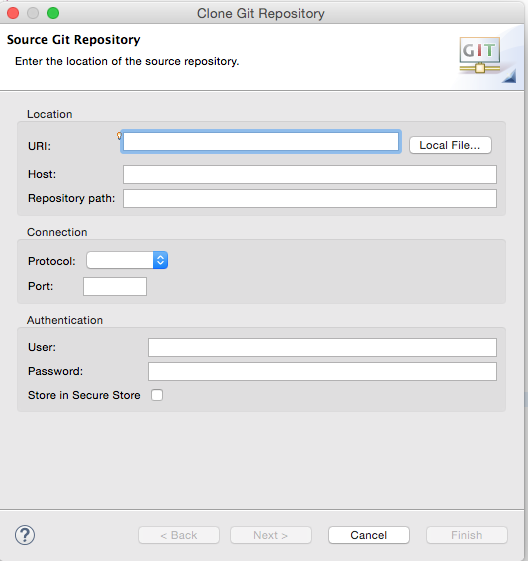 Clone Git Repository
Source Git Repository
Enter the location of the source repository.
GIT
Location
URI:
Local File...
Host:
Repository path:
Connection
Protocol:
Port:
Authentication
User:
Password:
Store in Secure Store
?
< Back
Next >
Cancel
Finish